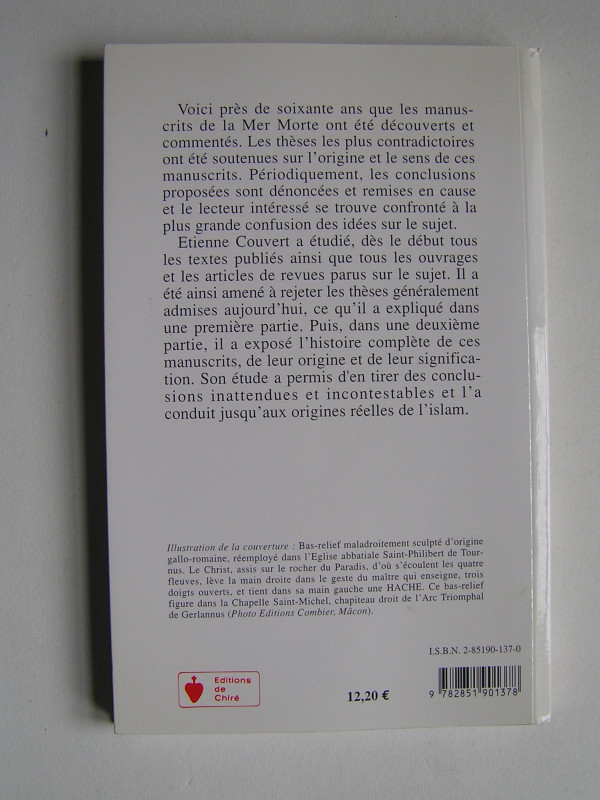 Voici près de soixante ans que les manus-
crits de la Mer Morte ont été découverts et
commentés. Les thèses les plus contradictoires
ont été soutenues sur l'origine et le sens de ces
manuscrits. Périodiquement, les conclusions
proposées sont dénoncées et remises en cause
et le lecteur intéressé se trouve confronté à la
plus grande confusion des idées sur le sujet.
Etienne Couvert a étudié, dès le début tous
les textes publiés ainsi que tous les ouvrages
et les articles de revues parus sur le sujet. Il a
été ainsi amené à rejeter les thèses généralement
admises aujourd'hui, ce qu'il a expliqué dans
une première partie. Puis, dans une deuxième
partie, il a exposé l'histoire complète de ces
manuscrits, de leur origine et de leur significa-
tion. Son étude a permis d'en tirer des conclu-
sions inattendues et incontestables et l'a
conduit jusqu'aux origines réelles de l'islam.
Illustration de la couverture : Bas-relief maladroitement sculpté d'origine
gallo-romaine, réemployé dans l'Eglise abbatiale Saint-Philibert de Tour-
nus. Le Christ, assis sur le rocher du Paradis, d'où s'écoulent les quatre
fleuves, lève la main droite dans le geste du maître qui enseigne, trois
doigts ouverts, et tient dans sa main gauche une HACHE. Ce bas-relief
figure dans la Chapelle Saint-Michel, chapiteau droit de l'Arc Triomphal
de Gerlannus (Photo Editions Combier, Mâcon).
I.S.B.N. 2-85190-137-0
Editions
de
Chiré
12,20 €
9 782851 901378